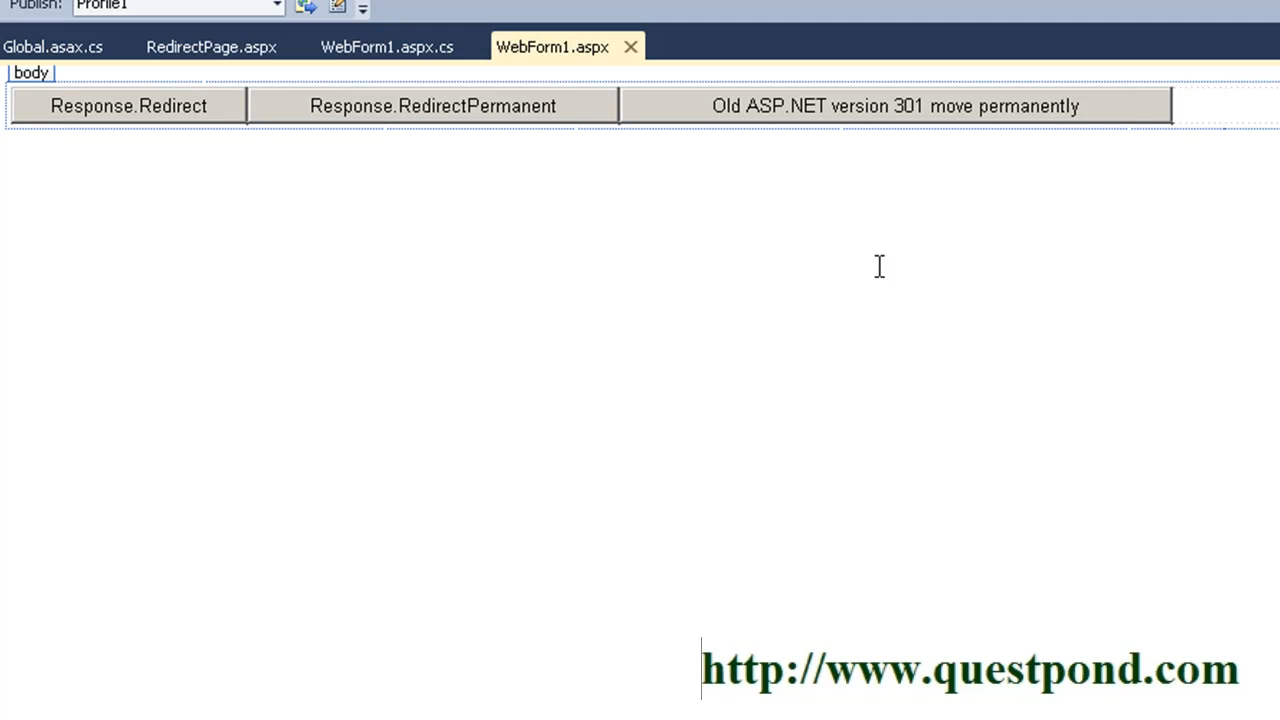 Publish: Profile1
Global.asax.cs RedirectPage.aspx WebForm1.aspx.cs WebForm1.aspx
body
Response.Redirect Response.RedirectPermanent Old ASP.NET version 301 move permanently
http://www.questpond.com